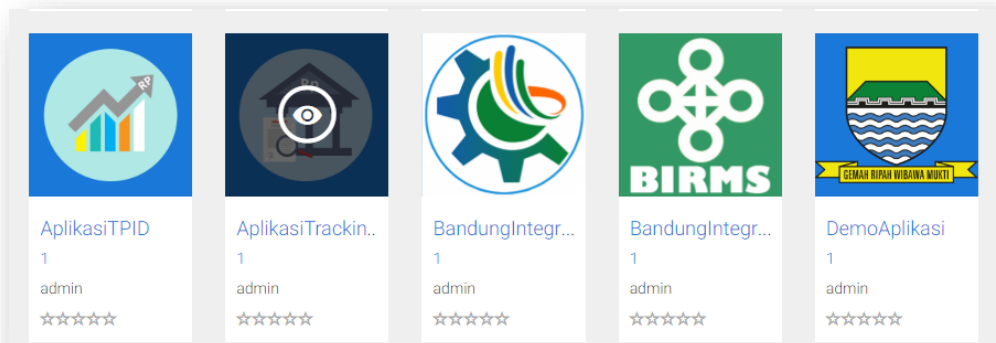 RP
BIRMS
GEMAH RIPAH WIBAWA MUKTI
AplikasiTPID
AplikasiTrackin..
BandungIntegr...
BandungIntegr...
DemoAplikasi
1
1
1
1
1
admin
admin
admin
admin
admin